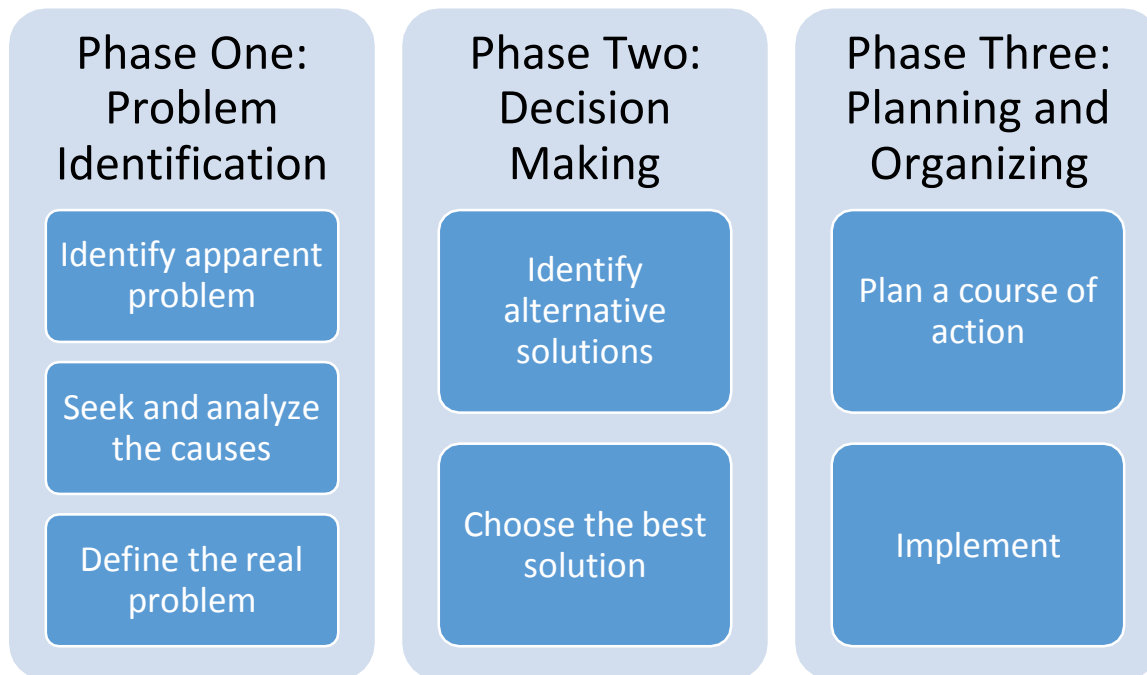 Phase One:
Problem
Identification
Identify apparent
problem
Seek and analyze
the causes
Define the real
problem
Phase Two:
Decision
Making
Identify
alternative
solutions
Choose the best
solution
Phase Three:
Planning and
Organizing
Plan a course of
action
Implement